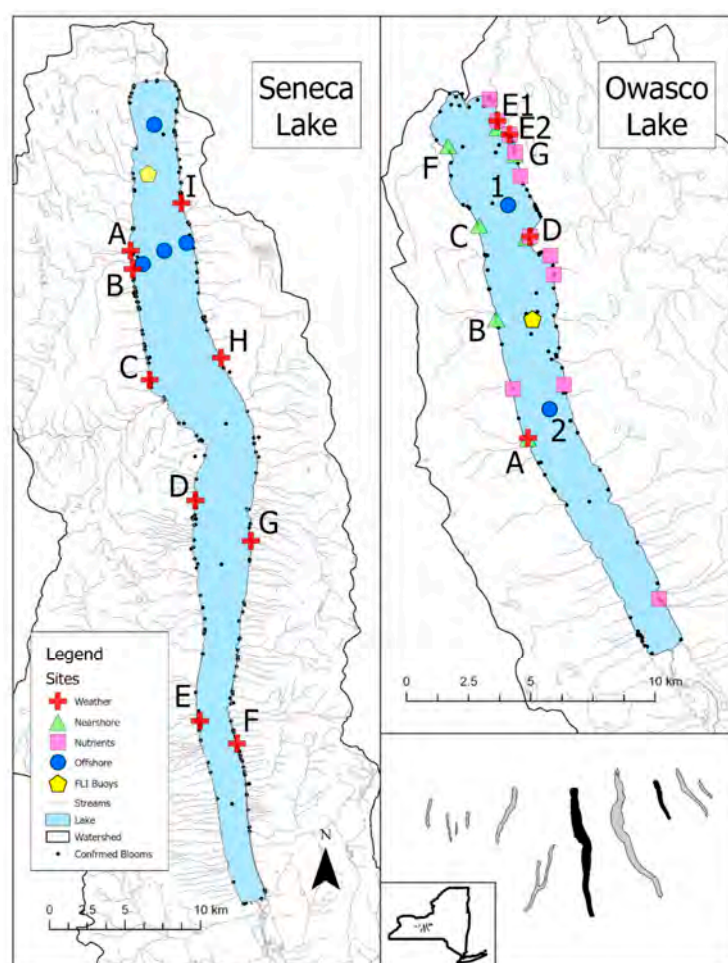 Seneca
Lake
I
A
B
H
C
D
G
E
F
Legend
Sites
Weather
Nearshore
Nutrients
Offshore
FLI Buoys
Streams
Lake
Watershed
Confrmed Blooms
N
0 2.5 5 10 km
Owasco
Lake
E1
E2
G
F
1
C
D
B
2
A
0 2.5 5 10 km